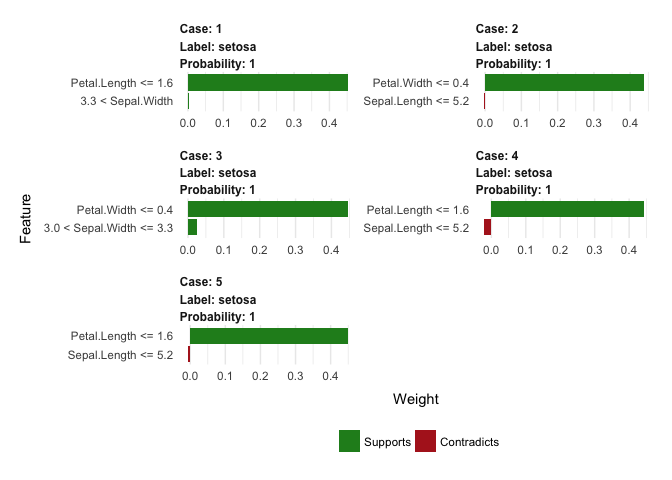 Case: 1
Label: setosa
Probability: 1
Petal.Length <= 1.6
3.3 < Sepal.Width
0.0 0.1 0.2 0.3 0.4
Case: 2
Label: setosa
Probability: 1
Petal.Width <= 0.4
Sepal.Length <= 5.2
0.0 0.1 0.2 0.3 0.4
Case: 3
Label: setosa
Probability: 1
Petal.Width <= 0.4
3.0 < Sepal.Width <= 3.3
0.0 0.1 0.2 0.3 0.4
Case: 4
Label: setosa
Probability: 1
Petal.Length <= 1.6
Sepal.Length <= 5.2
0.0 0.1 0.2 0.3 0.4
Case: 5
Label: setosa
Probability: 1
Petal.Length <= 1.6
Sepal.Length <= 5.2
0.0 0.1 0.2 0.3 0.4
Feature
Weight
Supports Contradicts